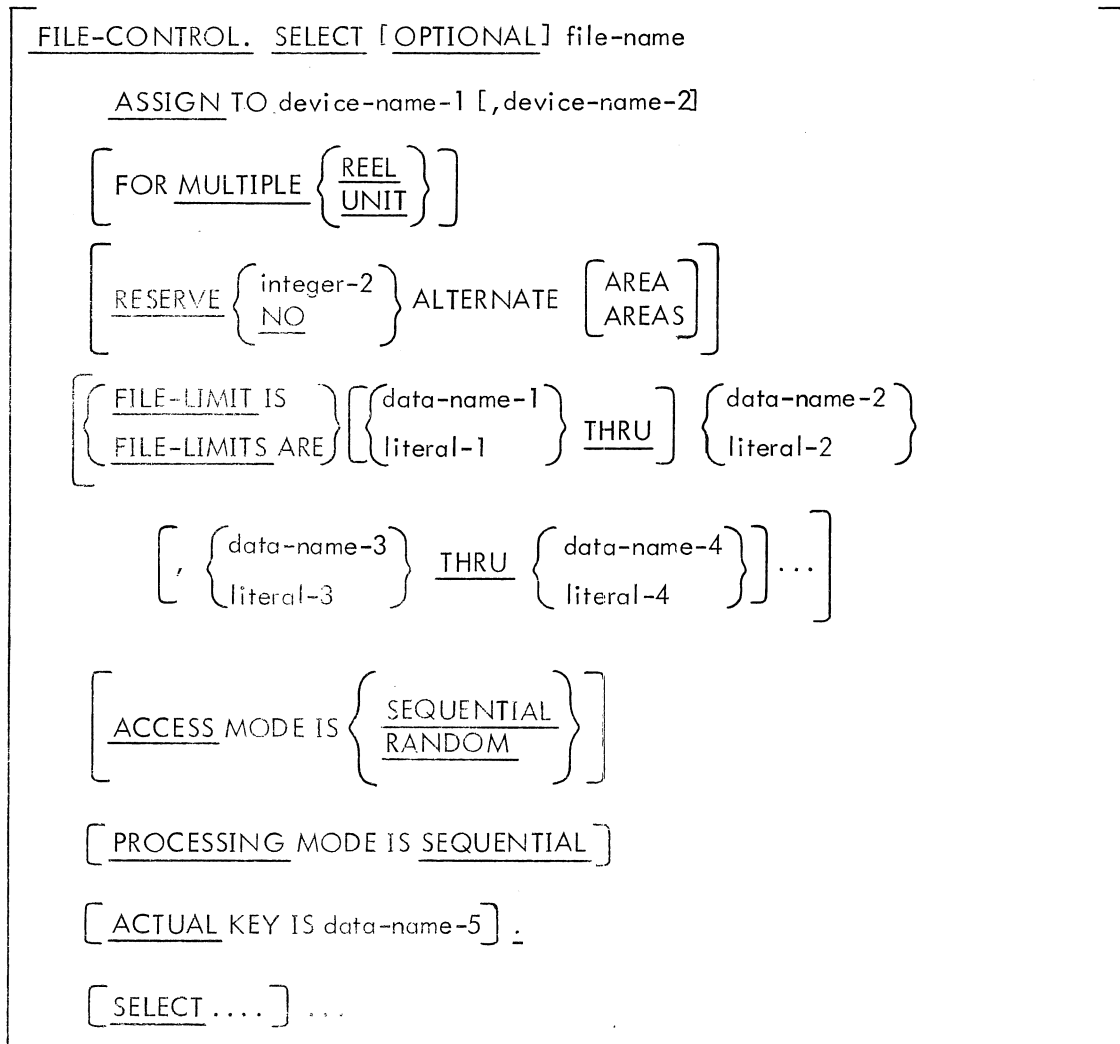 FILE-CONTROL. SELECT [OPTIONAL] file-name
ASSIGN TO device-name-1 [,device-name-2]
[FOR MULTIPLE {REEL
UNIT}]
[RESERVE {integer-2
NO} ALTERNATE [AREA
AREAS]]
[{FILE-LIMIT IS
FILE-LIMITS ARE} [{data-name-1
literal-1} THRU] {data-name-2
literal-2}
[, {data-name-3
literal-3} THRU {data-name-4
literal-4}] ...]
[ACCESS MODE IS {SEQUENTIAL
RANDOM}]
[PROCESSING MODE IS SEQUENTIAL]
[ACTUAL KEY IS data-name-5] .
[SELECT ....] ...